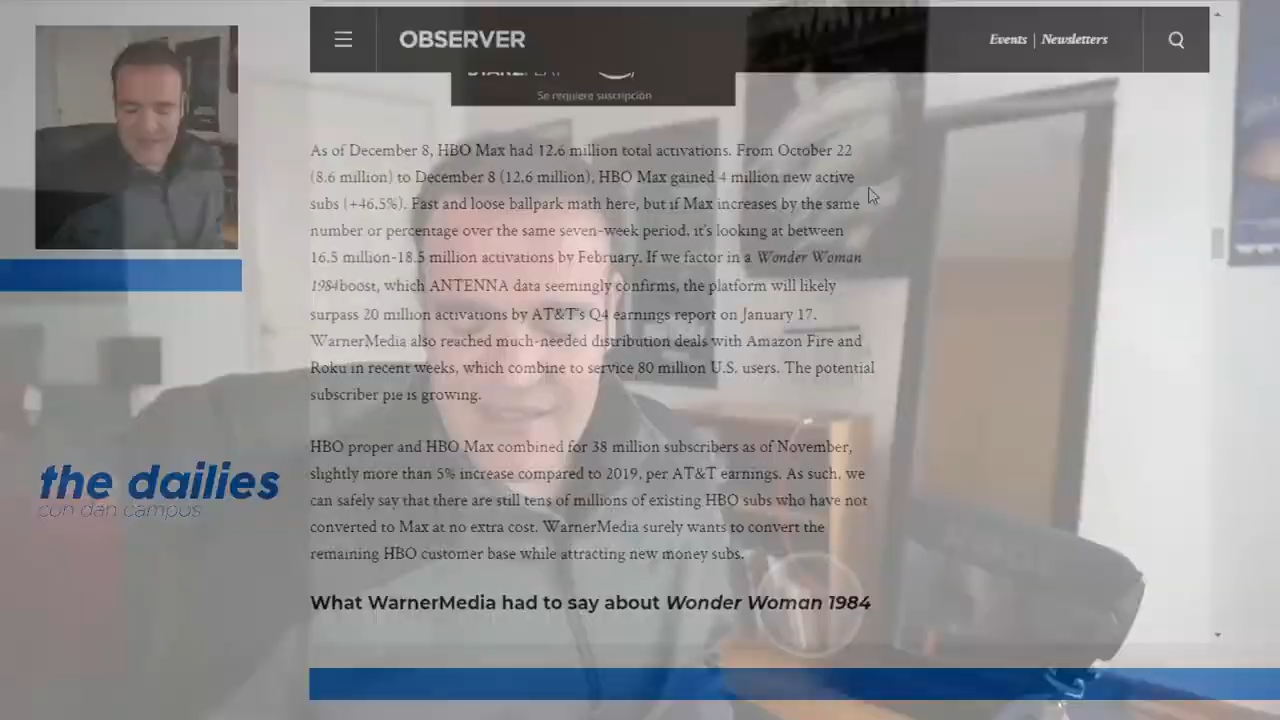 OBSERVER
Events | Newsletters
Se requiere suscripción
As of December 8, HBO Max had 12.6 million total activations. From October 22
(8.6 million) to December 8 (12.6 million), HBO Max gained 4 million new active
subs (+46.5%). Fast and loose ballpark math here, but if Max increases by the same
number or percentage over the same seven-week period, it's looking at between
16.5 million-18.5 million activations by February. If we factor in a Wonder Woman
1984boost, which ANTENNA data seemingly confirms, the platform will likely
surpass 20 million activations by AT&T's Q4 earnings report on January 17.
WarnerMedia also reached much-needed distribution deals with Amazon Fire and
Roku in recent weeks, which combine to service 80 million U.S. users. The potential
subscriber pie is growing.
HBO proper and HBO Max combined for 38 million subscribers as of November,
slightly more than 5% increase compared to 2019, per AT&T earnings. As such, we
can safely say that there are still tens of millions of existing HBO subs who have not
converted to Max at no extra cost. WarnerMedia surely wants to convert the
remaining HBO customer base while attracting new money subs.
What WarnerMedia had to say about Wonder Woman 1984
the dailies
con dan campos